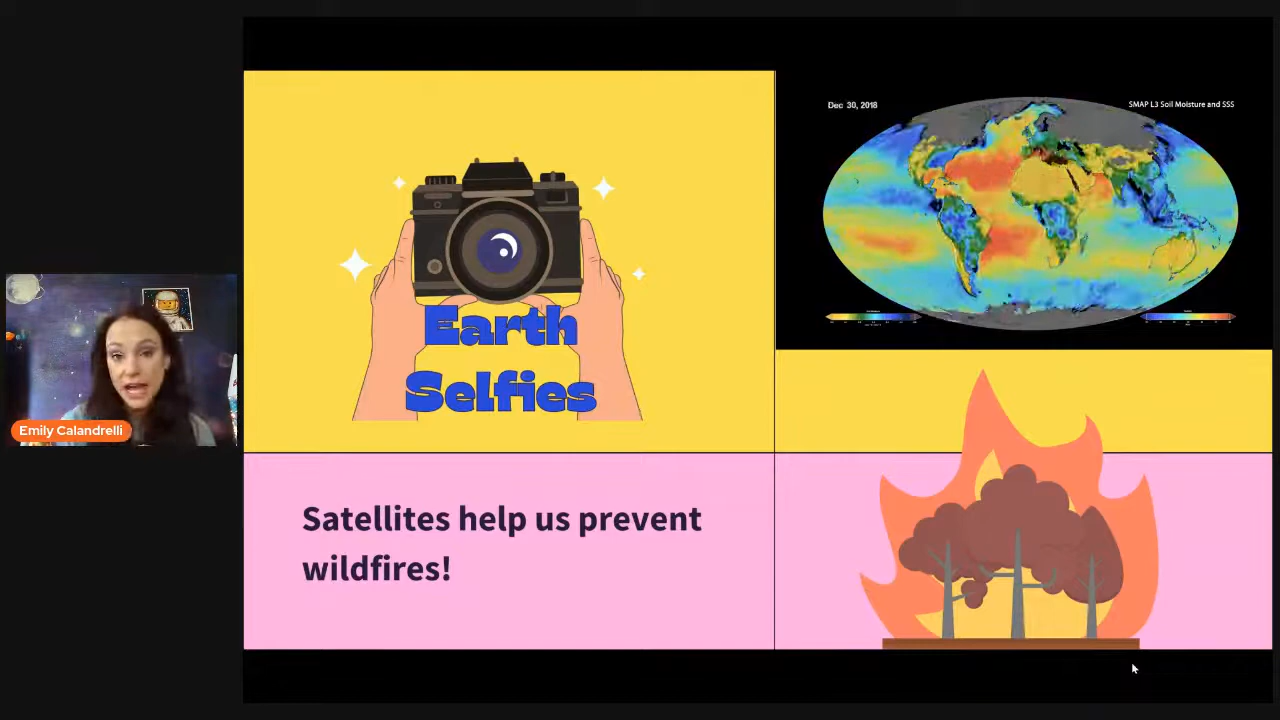 Dec 30, 2018
SMAP L3 Soil Moisture and SSS
Earth
Selfies
Emily Calandrelli
Satellites help us prevent
wildfires!